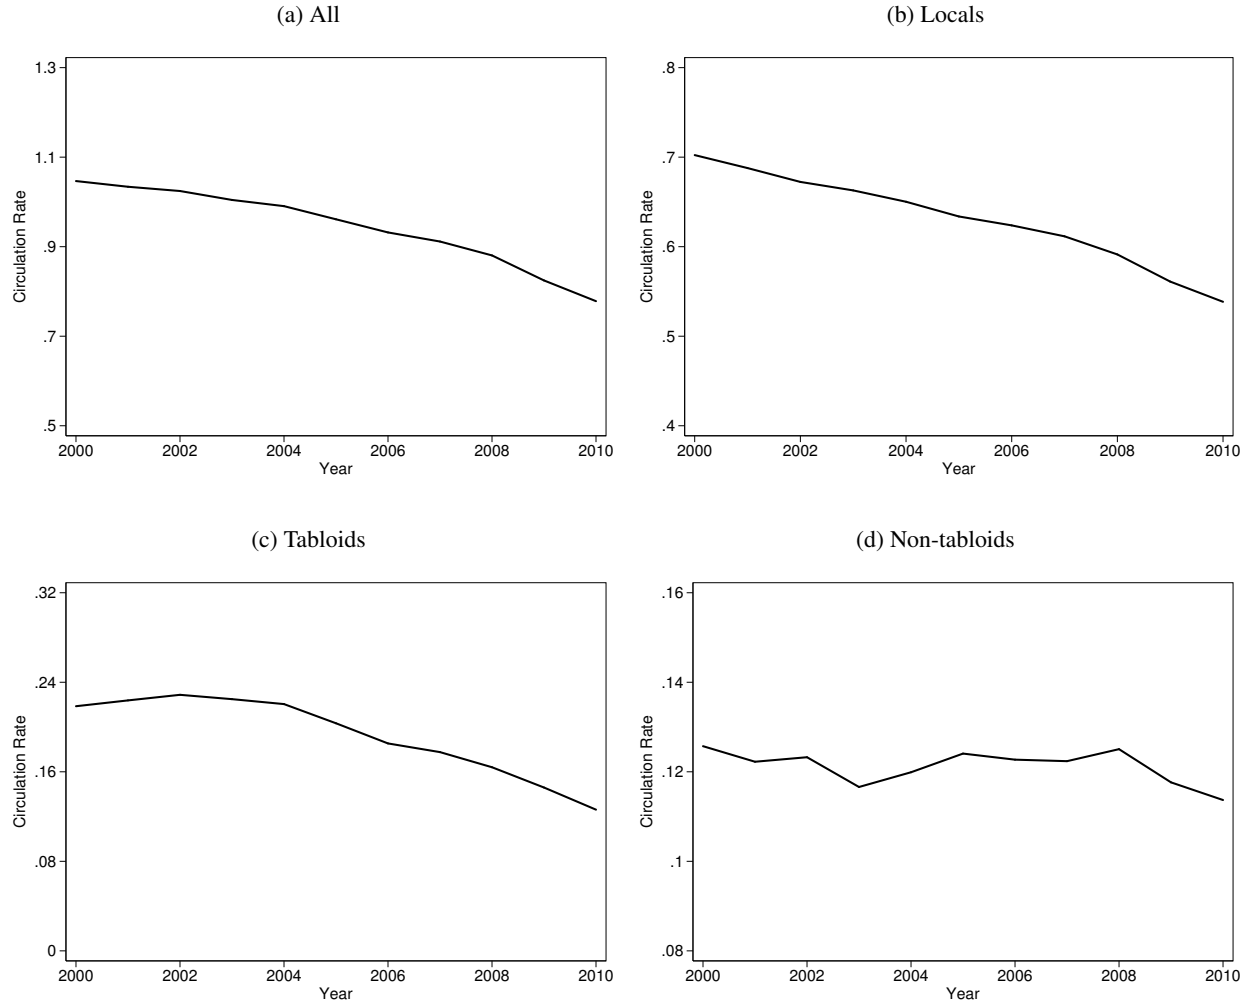 (a) All
1.3
1.1
.9
.7
.5
Circulation Rate
2000 2002 2004 2006 2008 2010
Year
(b) Locals
.8
.7
.6
.5
.4
Circulation Rate
2000 2002 2004 2006 2008 2010
Year
(c) Tabloids
.32
.24
.16
.08
0
Circulation Rate
2000 2002 2004 2006 2008 2010
Year
(d) Non-tabloids
.16
.14
.12
.1
.08
Circulation Rate
2000 2002 2004 2006 2008 2010
Year